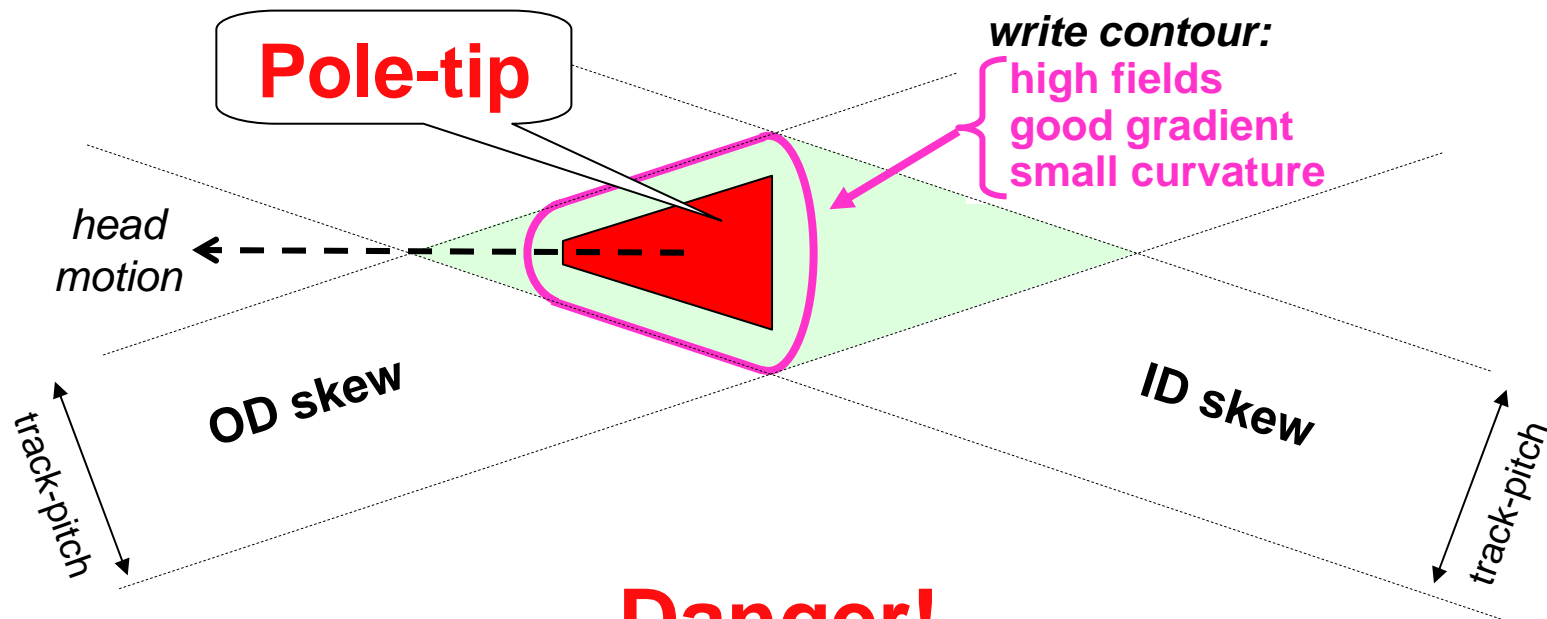 write contour:
Pole-tip
high fields
good gradient
small curvature
head
motion
OD skew
ID skew
track-pitch
track-pitch
Danger!